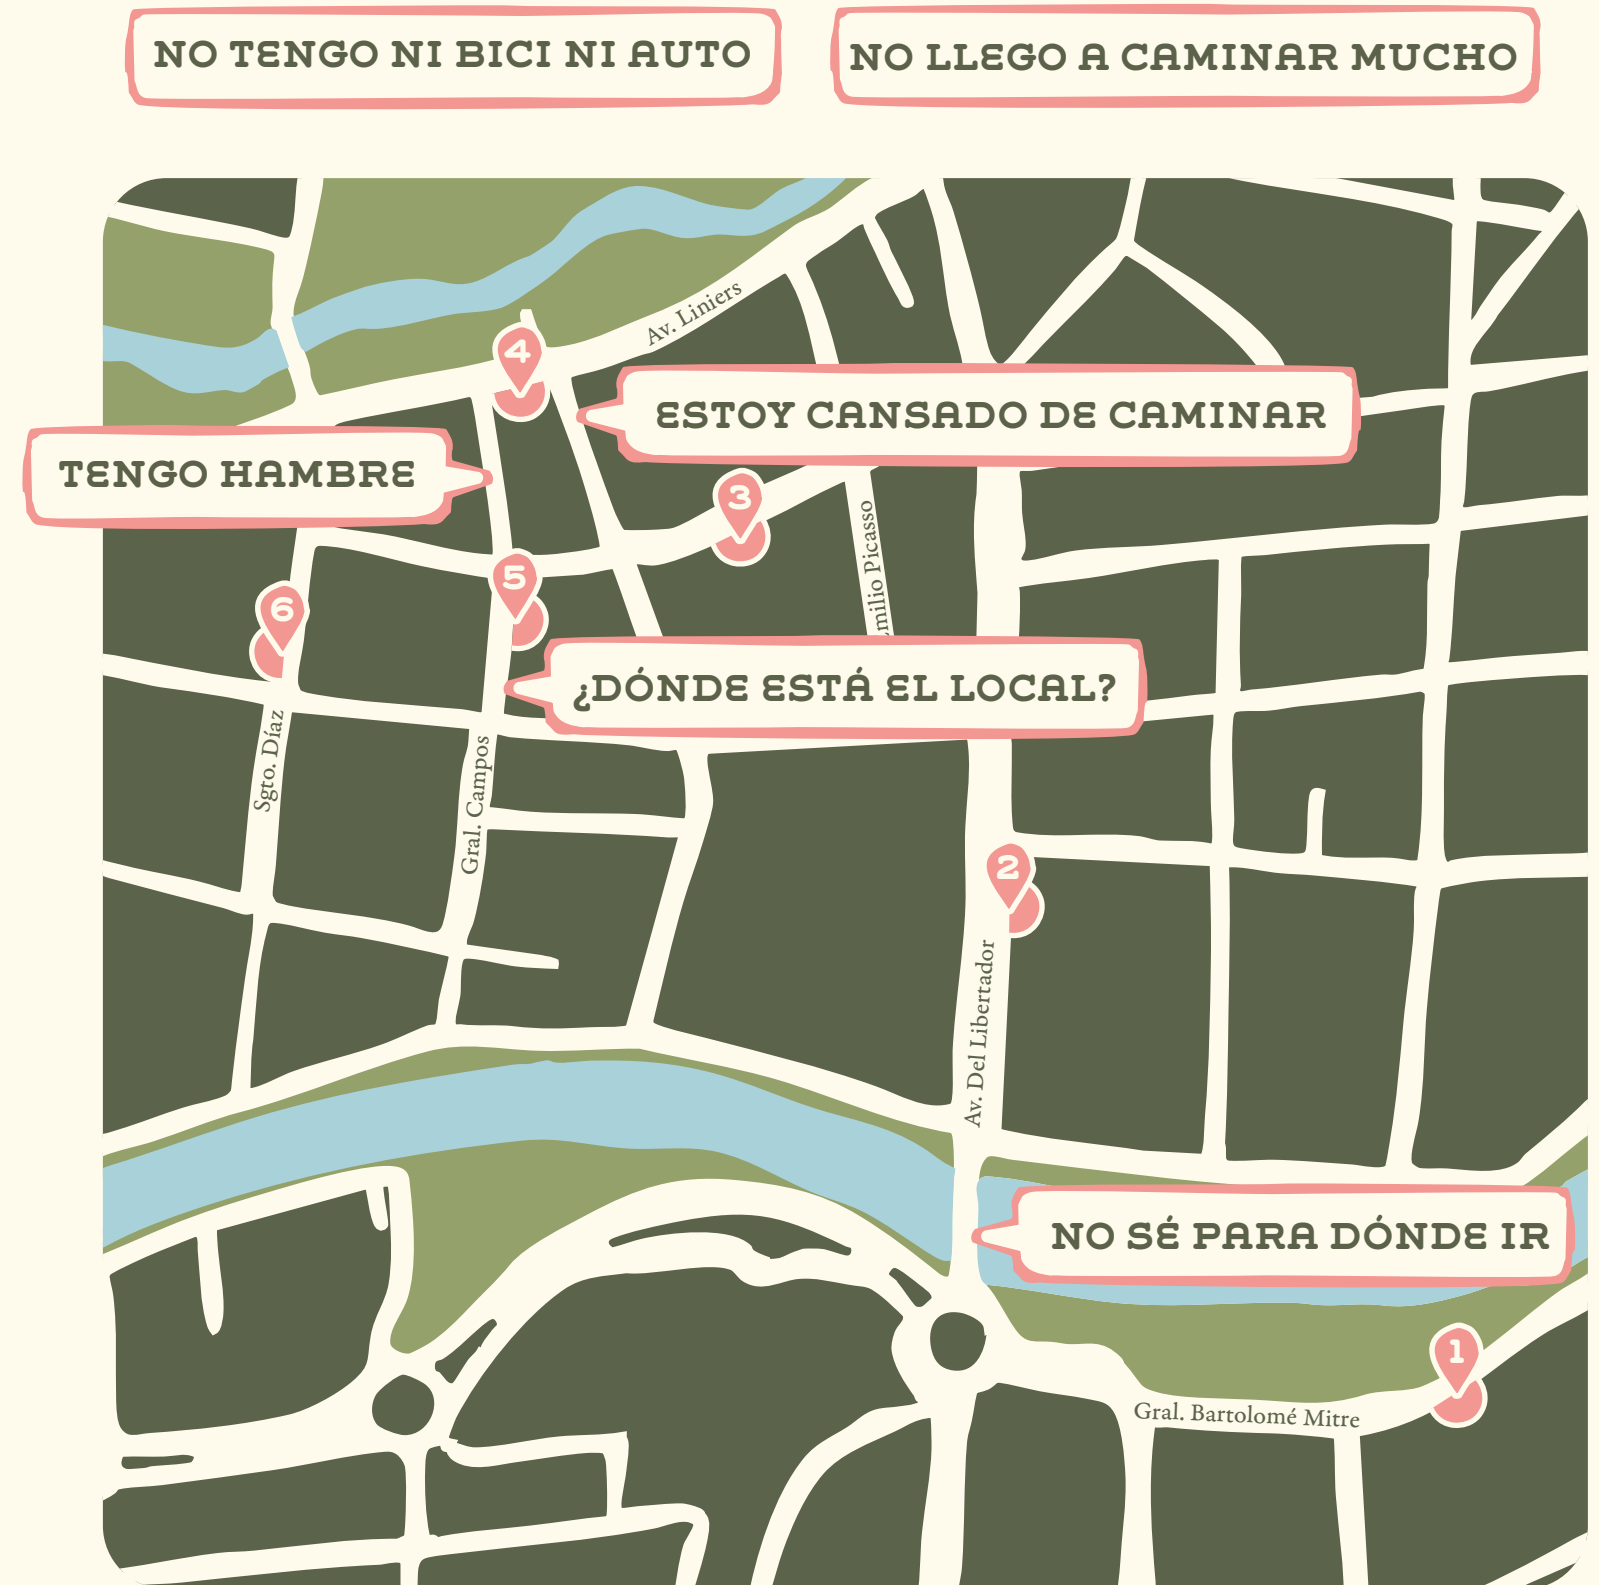 NO TENGO NI BICI NI AUTO
NO LLEGO A CAMINAR MUCHO
Av. Liniers
4
ESTOY CANSADO DE CAMINAR
TENGO HAMBRE
3
milio Picasso
5
6
¿DÓNDE ESTÁ EL LOCAL?
Sgto. Díaz
Gral. Campos
2
Av. Del Libertador
NO SÉ PARA DÓNDE IR
1
Gral. Bartolomé Mitre